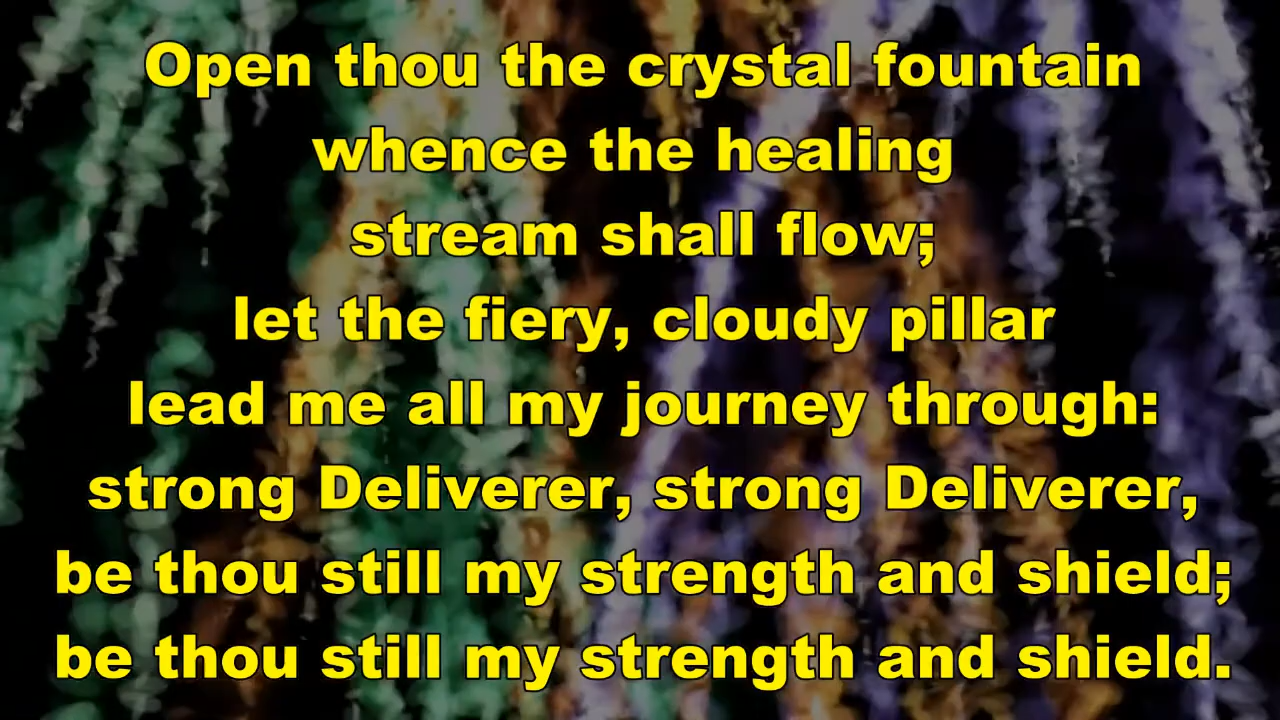 Open thou the crystal fountain
whence the healing
stream shall flow;
let the fiery, cloudy pillar
lead me all my journey through:
strong Deliverer, strong Deliverer,
be thou still my strength and shield;
be thou still my strength and shield.